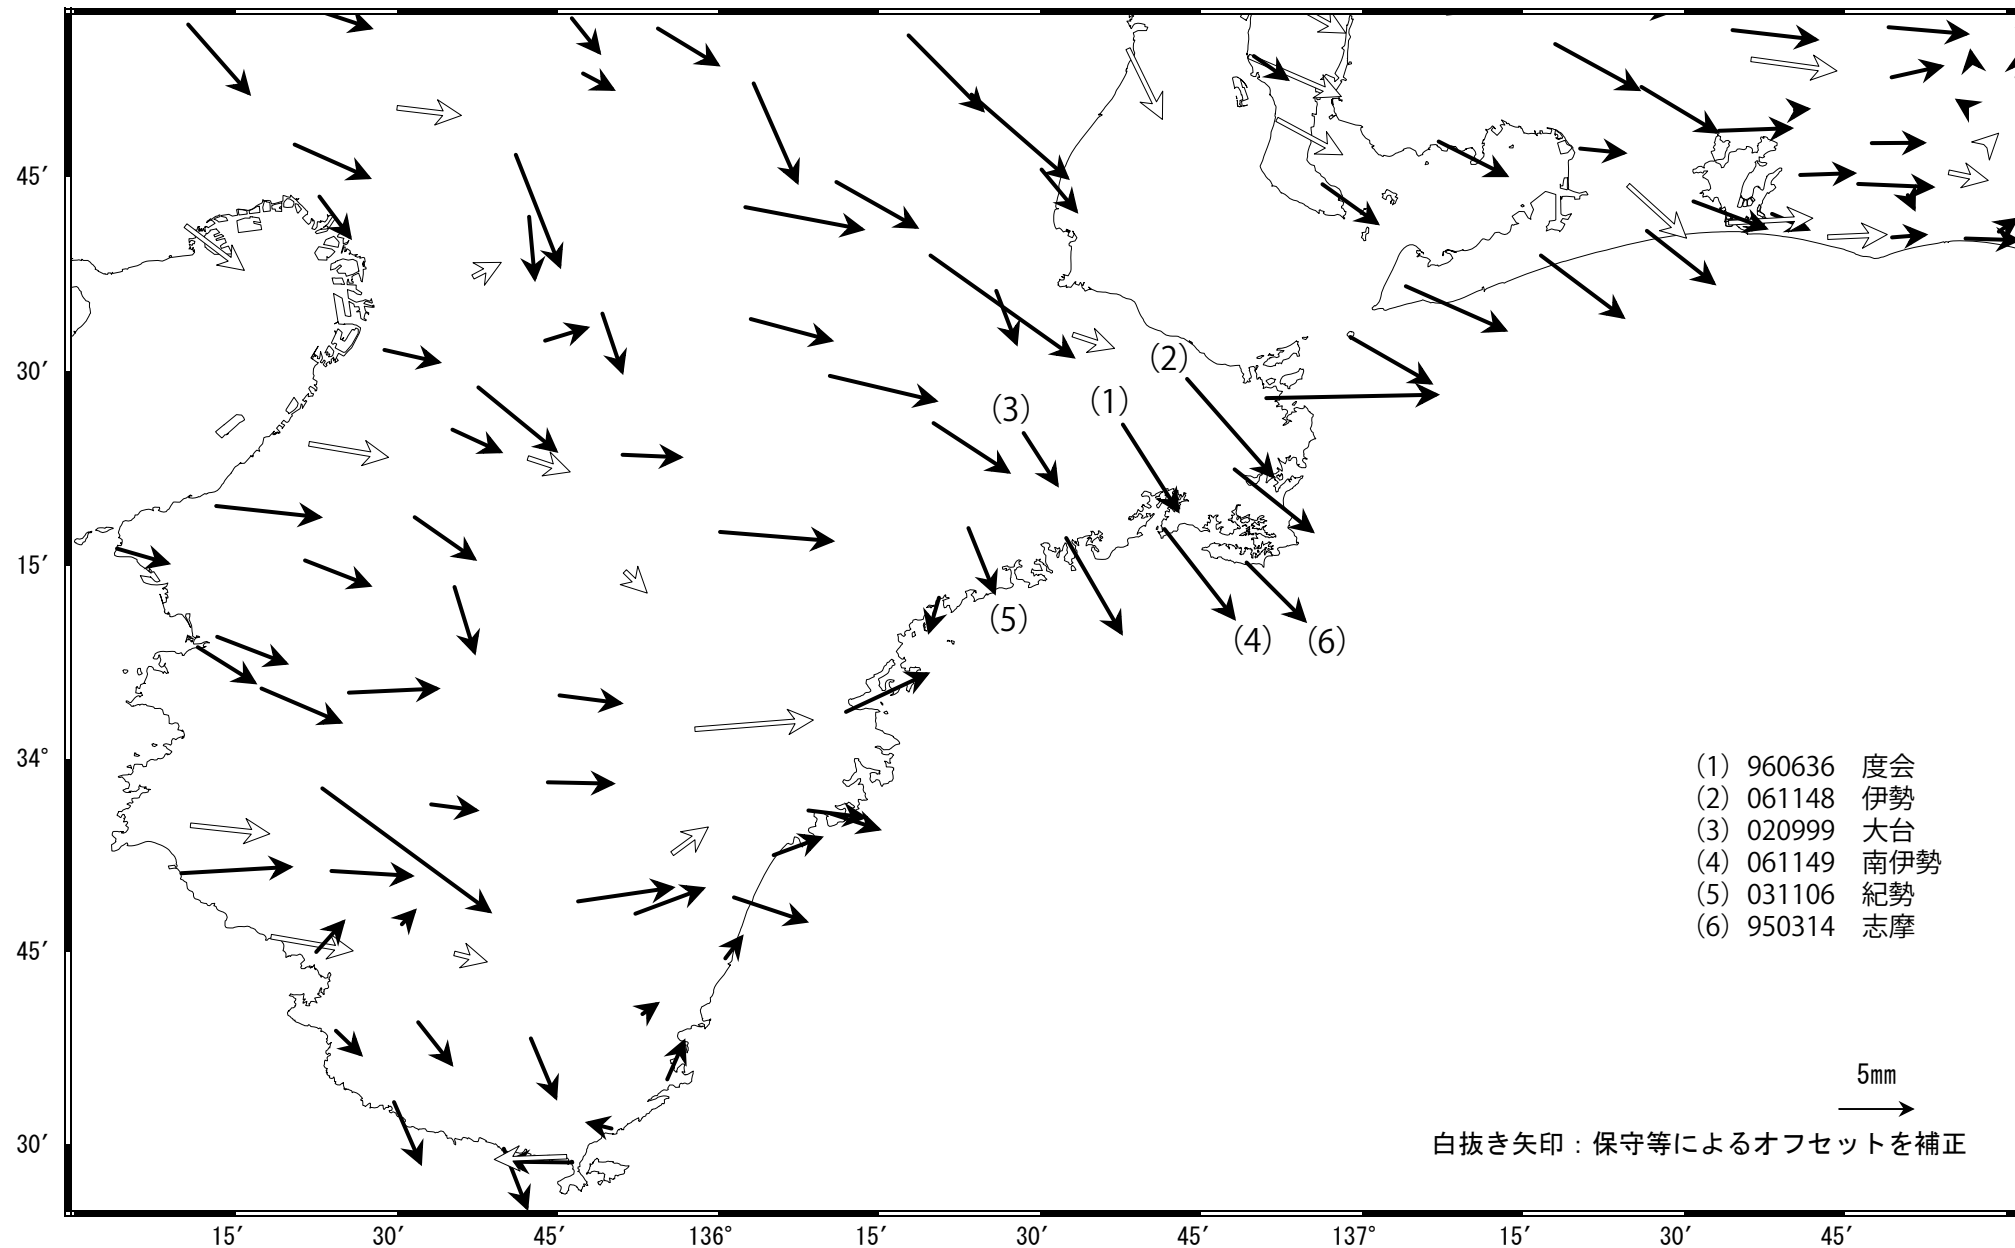 45′
(2)
30′
(1)
(3)
15′
(5)
(4)
(6)
34°
(1) 960636 度会
(2) 061148 伊勢
(3) 020999 大台
(4) 061149 南伊勢
(5) 031106 紀勢
(6) 950314 志摩
45′
5mm
30′
白抜き矢印：保守等によるオフセットを補正
15′ 30′ 45′ 136° 15′ 30′ 45′ 137° 15′ 30′ 45′